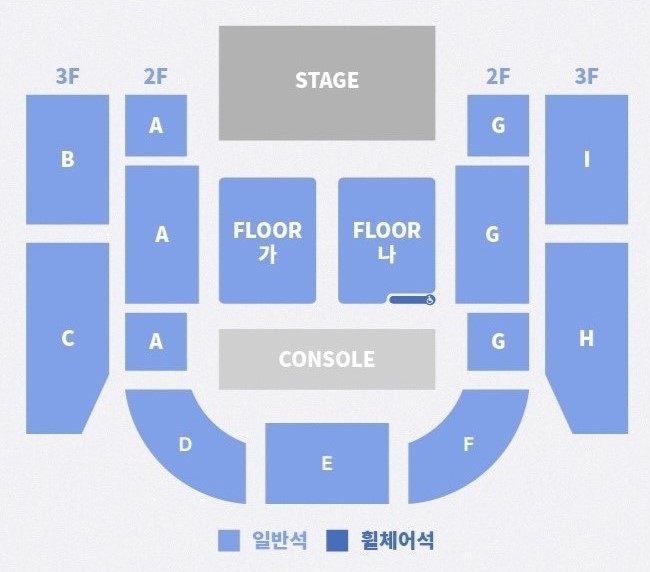 STAGE
3F
2F
2F
3F
A
G
B
I
A
FLOOR
가
FLOOR
나
G
C
A
CONSOLE
G
H
D
E
F
일반석
휠체어석